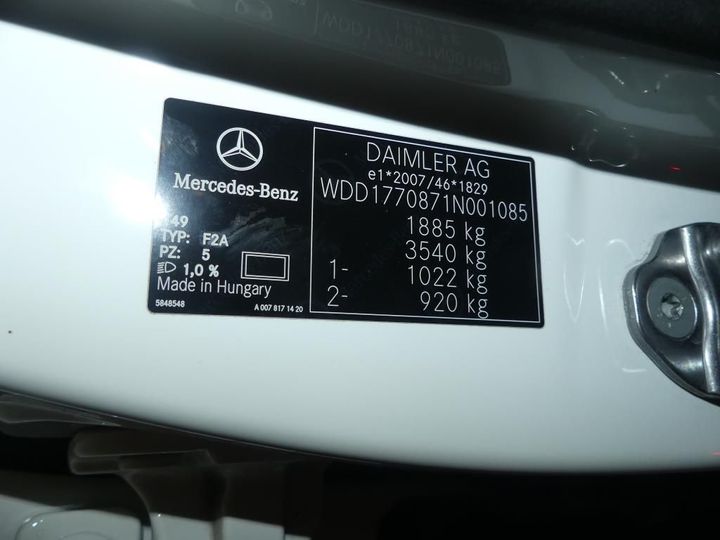 Mercedes-Benz
149
TYP: F2A
PZ: 5
1,0 %
Made in Hungary
5848548
A 007 817 14 20
DAIMLER AG
e1*2007/46*1829
WDD1770871N001085
1885 kg
3540 kg
1- 1022 kg
2- 920 kg